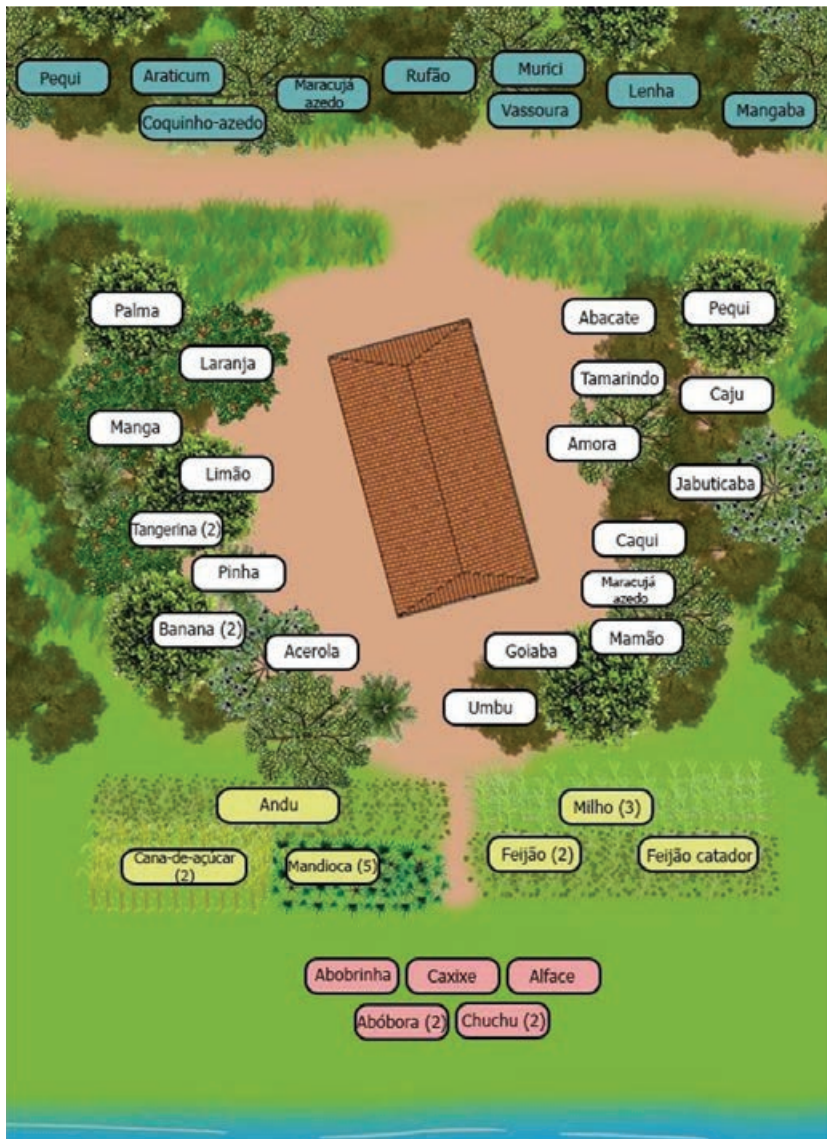 Pequi
Araticum
Coquinho-azedo
Maracujá
azedo
Rufão
Murici
Vassoura
Lenha
Mangaba
Palma
Laranja
Manga
Limão
Tangerina (2)
Pinha
Banana (2)
Acerola
Abacate
Pequi
Tamarindo
Caju
Amora
Jabuticaba
Caqui
Maracujá
azedo
Mamão
Goiaba
Umbu
Andu
Cana-de-açúcar
(2)
Mandioca (5)
Milho (3)
Feijão (2)
Feijão catador
Abobrinha
Caxixe
Alface
Abóbora (2)
Chuchu (2)